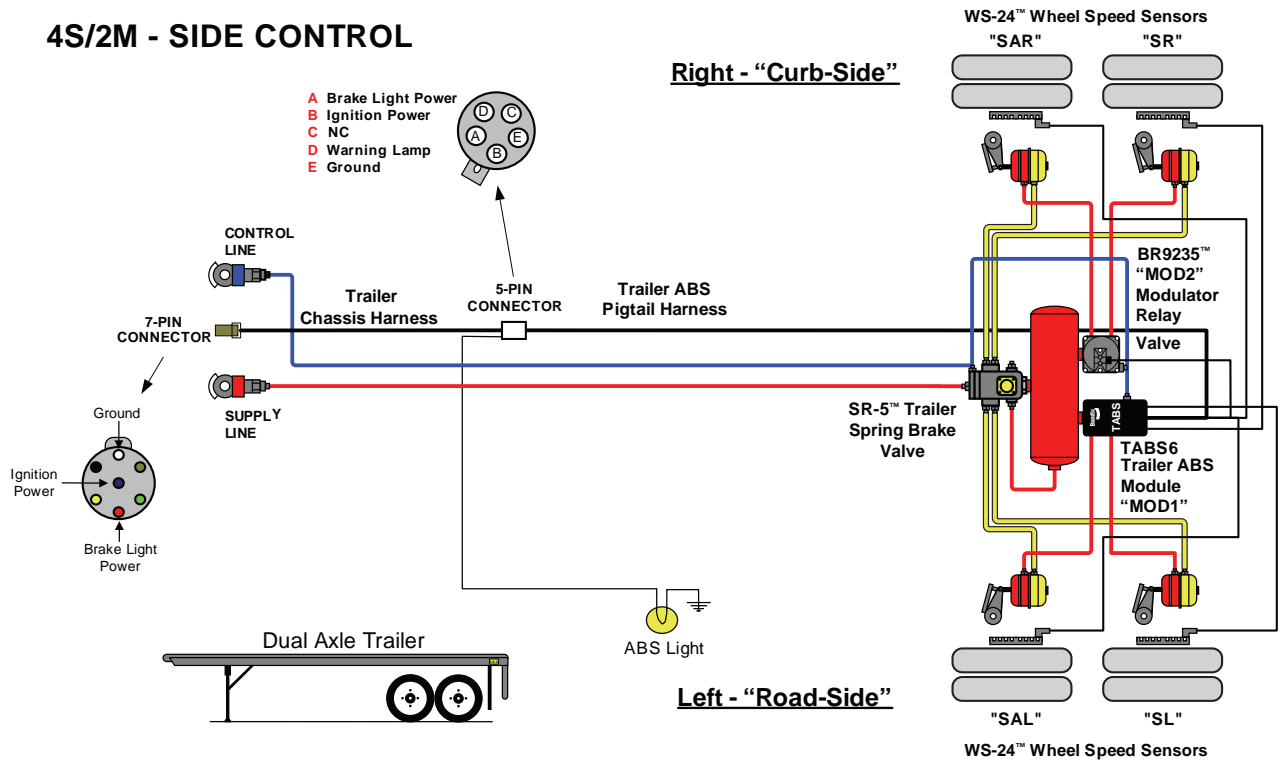 4S/2M - SIDE CONTROL
WS-24™ Wheel Speed Sensors
"SAR"
"SR"
Right - “Curb-Side”
A Brake Light Power
B Ignition Power
C NC
D Warning Lamp
E Ground
D
C
A
E
B
CONTROL
LINE
Trailer
Chassis Harness
5-PIN
CONNECTOR
Trailer ABS
Pigtail Harness
7-PIN
CONNECTOR
SUPPLY
LINE
BR9235™
“MOD2”
Modulator
Relay
Valve
SR-5™ Trailer
Spring Brake
Valve
TABS
TABS6
Trailer ABS
Module
“MOD1”
Ground
Ignition
Power
Brake Light
Power
Dual Axle Trailer
ABS Light
Left - “Road-Side”
"SAL"
"SL"
WS-24™ Wheel Speed Sensors